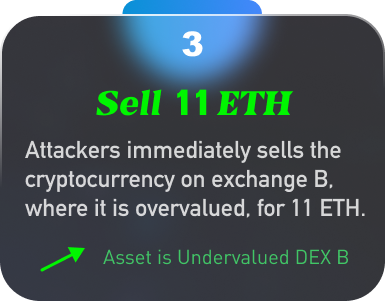 3
Sell 11 ETH
Attackers immediately sells the
cryptocurrency on exchange B,
where it is overvalued, for 11 ETH.
Asset is Undervalued DEX B